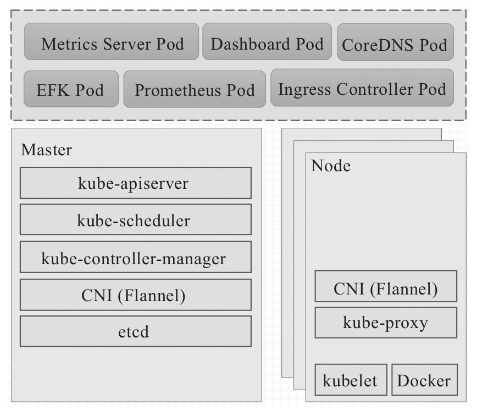 Metrics Server Pod
Dashboard Pod
CoreDNS Pod
EFK Pod
Prometheus Pod
Ingress Controller Pod
Master
kube-apiserver
kube-scheduler
kube-controller-manager
CNI (Flannel)
etcd
Node
CNI (Flannel)
kube-proxy
kubelet
Docker